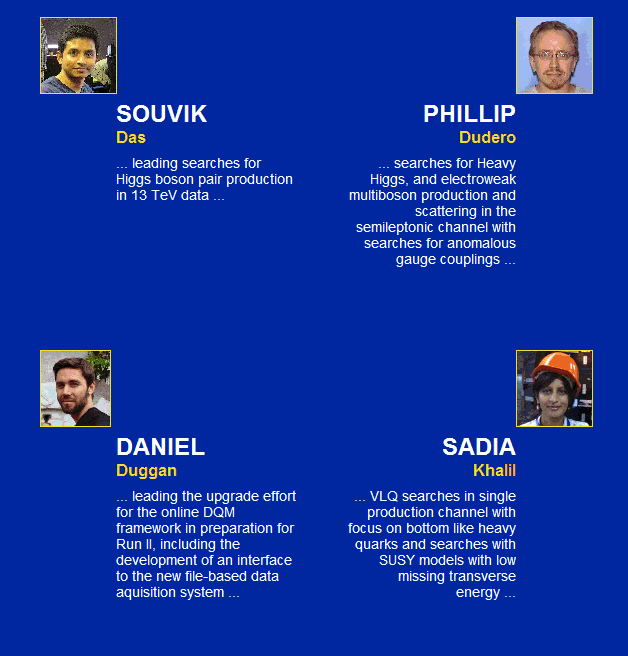 SOUVIK
Das
... leading searches for
Higgs boson pair production
in 13 TeV data ...
PHILLIP
Dudero
... searches for Heavy
Higgs, and electroweak
multiboson production and
scattering in the
semileptonic channel with
searches for anomalous
gauge couplings ...
DANIEL
Duggan
... leading the upgrade effort
for the online DQM
framework in preparation for
Run II, including the
development of an interface
to the new file-based data
aquisition system ...
SADIA
Khalil
... VLQ searches in single
production channel with
focus on bottom like heavy
quarks and searches with
SUSY models with low
missing transverse
energy ...